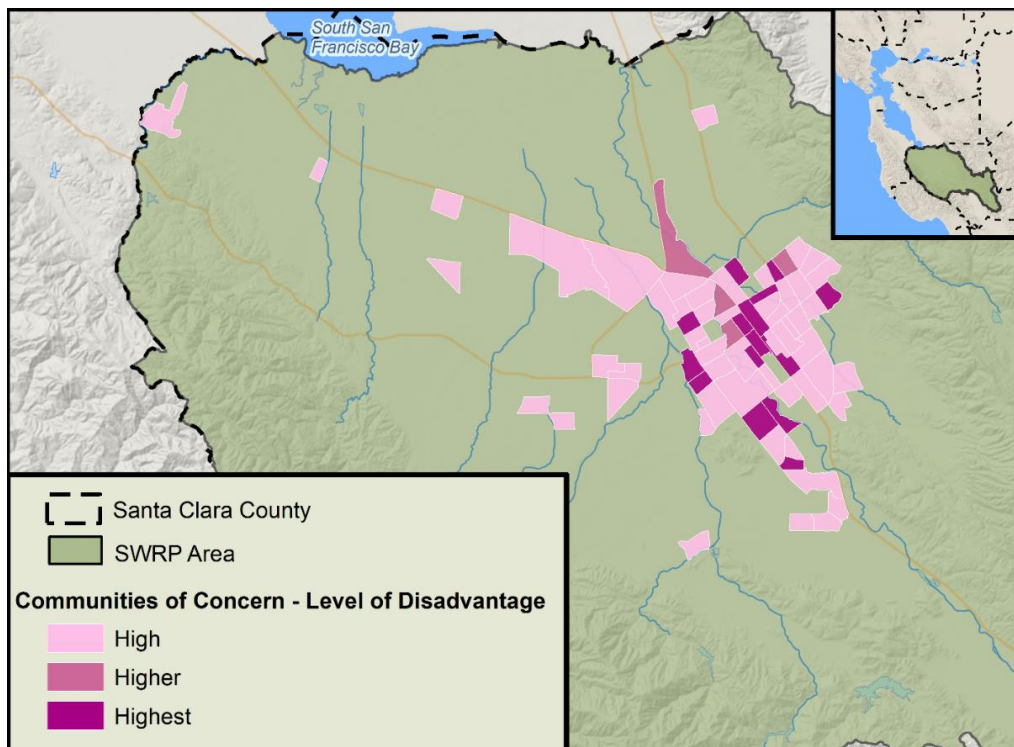 South San
Francisco Bay
Santa Clara County
SWRP Area
Communities of Concern - Level of Disadvantage
High
Higher
Highest